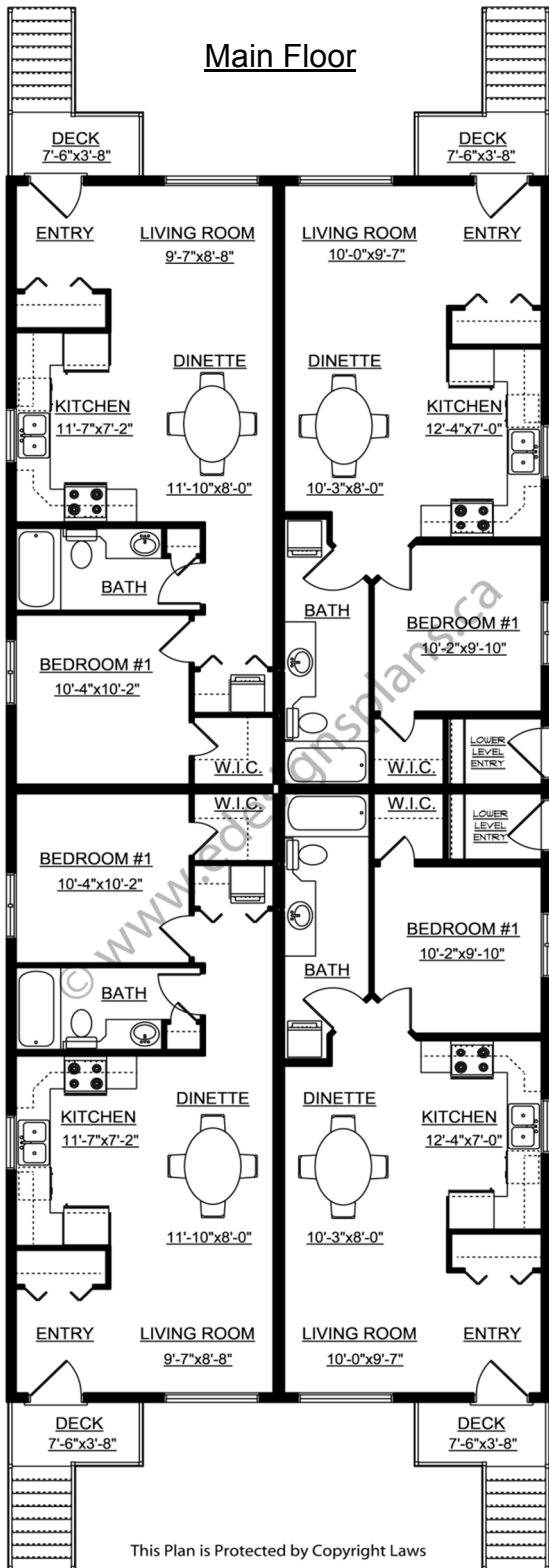 Main Floor
DECK
7'-6"x3'-8"
DECK
7'-6"x3'-8"
ENTRY
LIVING ROOM
9'-7"x8'-8"
LIVING ROOM
10'-0"x9'-7"
ENTRY
DINETTE
DINETTE
KITCHEN
11'-7"x7'-2"
KITCHEN
12'-4"x7'-0"
11'-10"x8'-0"
10'-3"x8'-0"
BATH
BATH
BEDROOM #1
10'-2"x9'-10"
BEDROOM #1
10'-4"x10'-2"
W.I.C.
W.I.C.
LOWER
LEVEL
ENTRY
W.I.C.
W.I.C.
LOWER
LEVEL
ENTRY
BEDROOM #1
10'-4"x10'-2"
BEDROOM #1
10'-2"x9'-10"
BATH
BATH
© www.edesignsplans.ca
DINETTE
DINETTE
KITCHEN
11'-7"x7'-2"
KITCHEN
12'-4"x7'-0"
11'-10"x8'-0"
10'-3"x8'-0"
ENTRY
LIVING ROOM
9'-7"x8'-8"
LIVING ROOM
10'-0"x9'-7"
ENTRY
DECK
7'-6"x3'-8"
DECK
7'-6"x3'-8"
This Plan is Protected by Copyright Laws